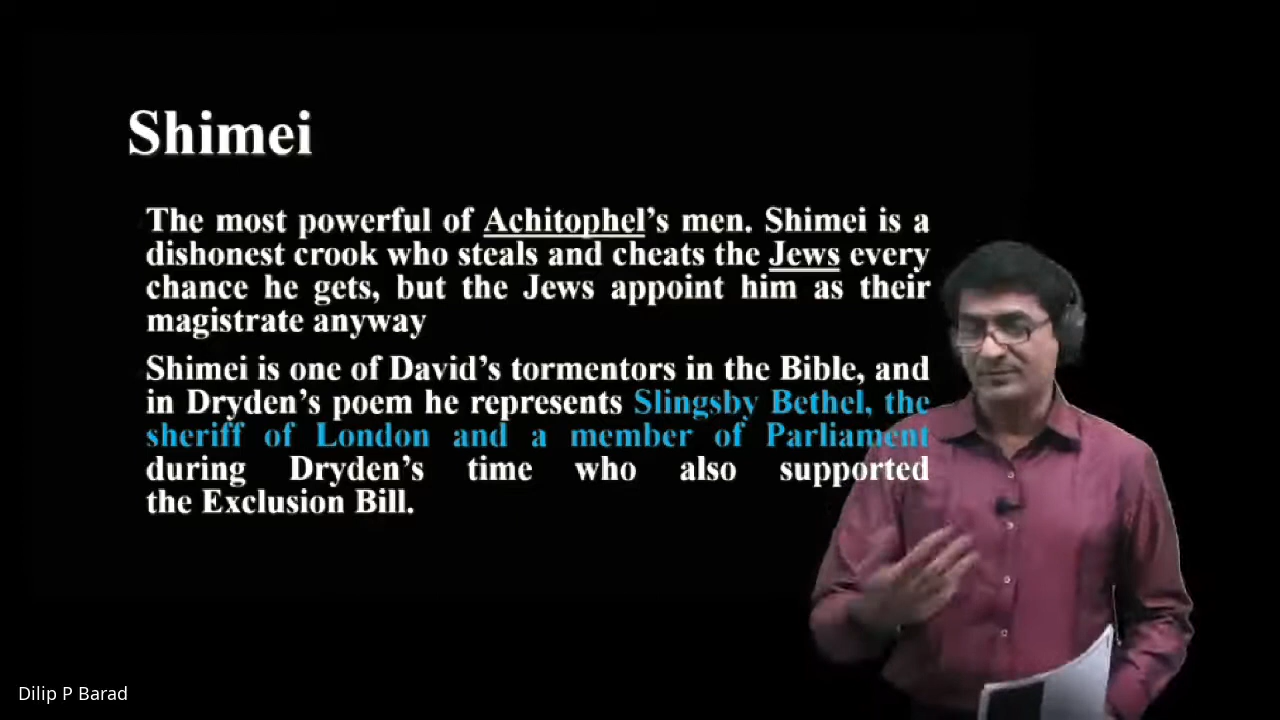 Shimei
The most powerful of Achitophel's men. Shimei is a
dishonest crook who steals and cheats the Jews every
chance he gets, but the Jews appoint him as their
magistrate anyway
Shimei is one of David's tormentors in the Bible, and
in Dryden's poem he represents Slingsby Bethel, the
sheriff of London and a member of Parliament
during Dryden's time who also supported
the Exclusion Bill.
Dilip P Barad